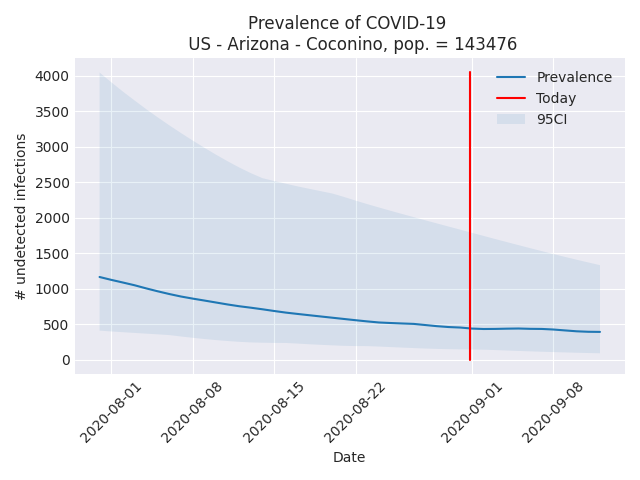 Prevalence of COVID-19
US - Arizona - Coconino, pop. = 143476
Prevalence
Today
95CI
# undetected infections
4000
3500
3000
2500
2000
1500
1000
500
0
2020-08-01
2020-08-08
2020-08-15
2020-08-22
2020-09-01
2020-09-08
Date